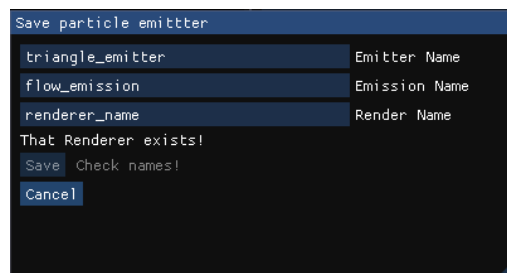 Save particle emittter
triangle_emitter Emitter Name
flow_emission Emission Name
renderer_name Render Name
That Renderer exists!
Save Check names!
Cancel